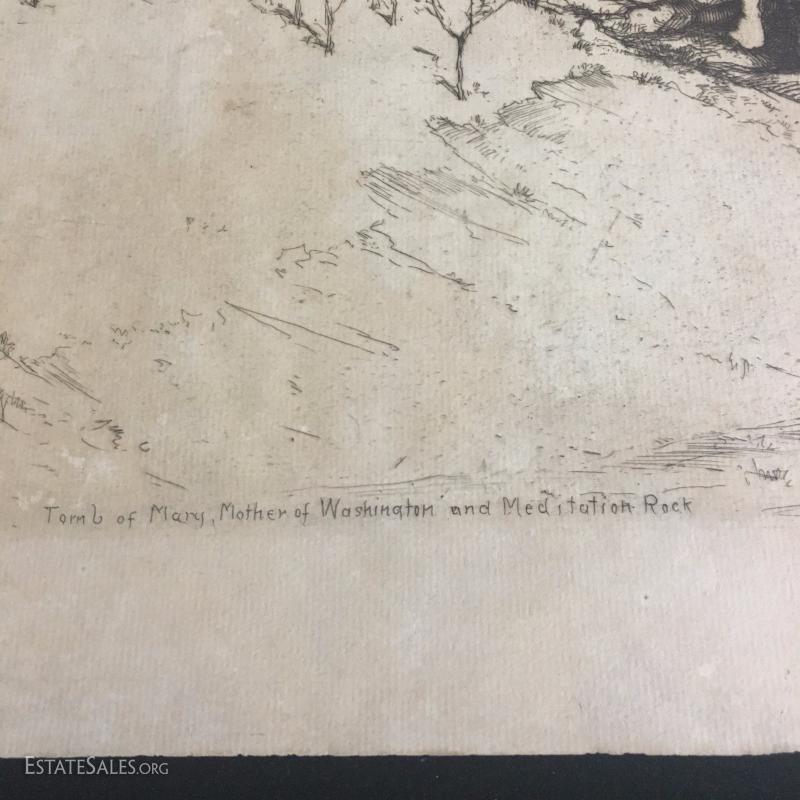 Tomb of Mary, Mother of Washington and Meditation Rock
ESTATESALES.ORG